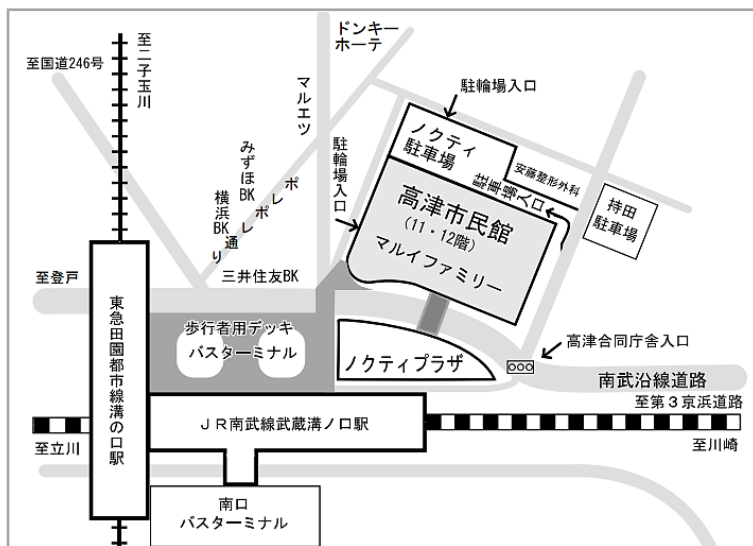 ドンキー
ホーテ
至二子玉川
至国道246号
マルエツ
駐輪場入口
みずほBK
横浜BK
ポレポレ通り
駐輪場入口
ノクティ
駐車場
安藤整形外科
駐車場入口
持田
駐車場
高津市民館
(11・12階)
マルイファミリー
三井住友BK
至登戸
東急田園都市線溝の口駅
歩行者用デッキ
バスターミナル
ノクティプラザ
高津合同庁舎入口
南武沿線道路
至第3京浜道路
JR南武線武蔵溝ノ口駅
至立川
至川崎
南口
バスターミナル